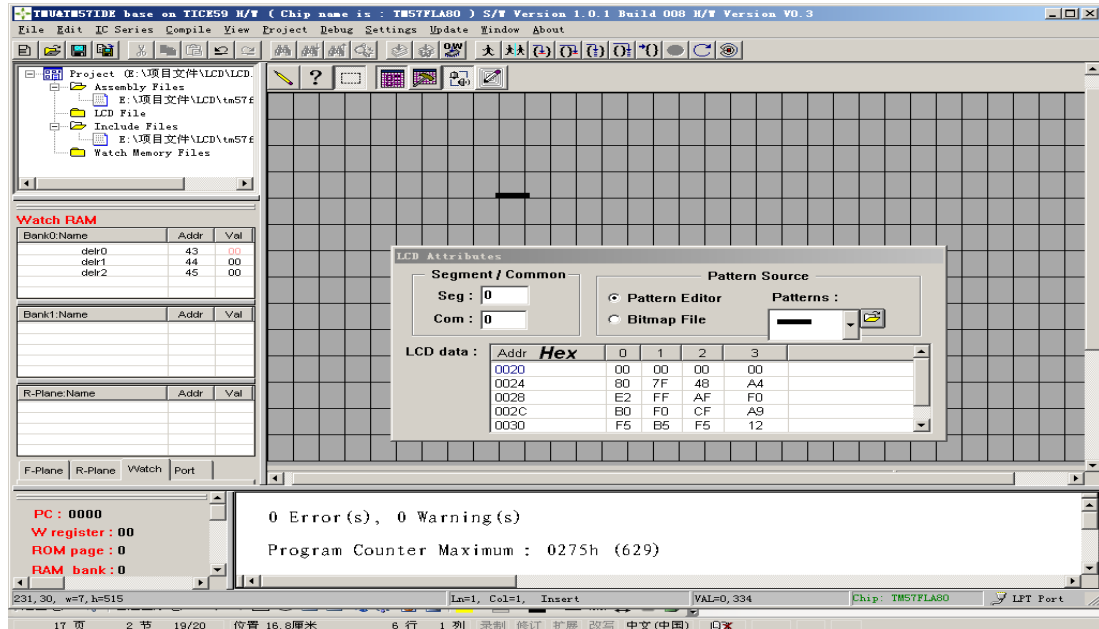 TMU&TM57IDE base on TICE59 H/W ( Chip name is : TM57FLA80 ) S/W Version 1.0.1 Build 008 H/W Version V0.3
File Edit IC Series Compile View Project Debug Settings Update Window About
Project (E:\项目文件\LCD\LCD.
Assembly Files
E:\项目文件\LCD\tm57f
LCD File
Include Files
E:\项目文件\LCD\tm57f
Watch Memory Files
Watch RAM
Bank0:Name Addr Val
delr0 43 00
delr1 44 00
delr2 45 00
Bank1:Name Addr Val
R-Plane:Name Addr Val
F-Plane R-Plane Watch Port
LCD Attributes
Segment / Common
Seg : 0
Com : 0
Pattern Source
Pattern Editor Patterns :
Bitmap File
LCD data : Addr Hex 0 1 2 3
0020 00 00 00 00
0024 80 7F 48 A4
0028 E2 FF AF F0
002C B0 F0 CF A9
0030 F5 B5 F5 12
PC : 0000
W register : 00
ROM page : 0
RAM bank : 0
0 Error(s), 0 Warning(s)
Program Counter Maximum : 0275h (629)
231,30, w=7,h=515 Ln=1, Col=1, Insert VAL=0,334 Chip: TM57FLA80 LPT Port
17 页 2 节 19/20 位置 16.8厘米 6 行 1 列 录制 修订 扩展 改写 中文(中国)